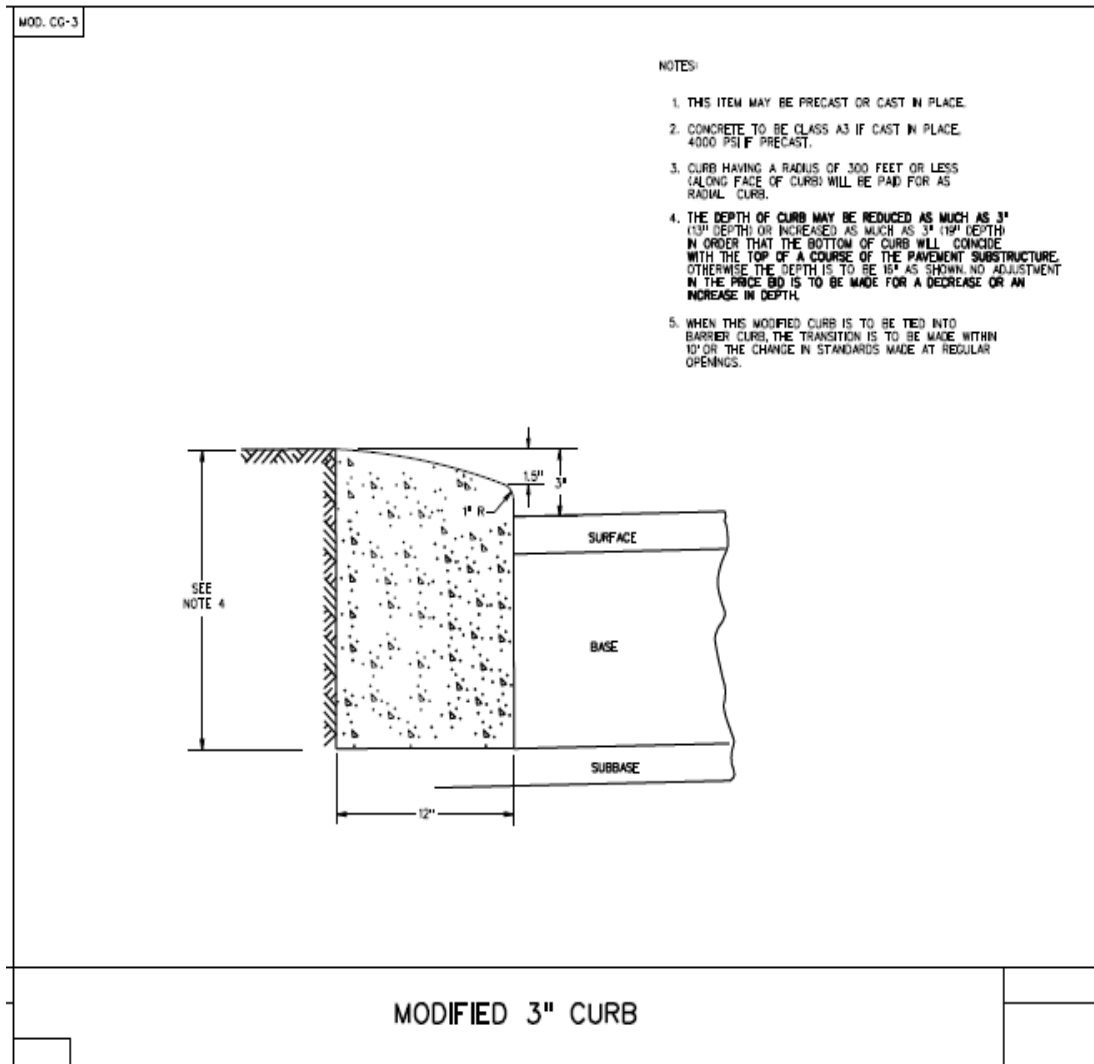 MOD. CG-3
NOTES:
1. THIS ITEM MAY BE PRECAST OR CAST IN PLACE.
2. CONCRETE TO BE CLASS A3 IF CAST IN PLACE,
4000 PSI IF PRECAST.
3. CURB HAVING A RADIUS OF 300 FEET OR LESS
(ALONG FACE OF CURB) WILL BE PAID FOR AS
RADIAL CURB.
4. THE DEPTH OF CURB MAY BE REDUCED AS MUCH AS 3"
(13" DEPTH) OR INCREASED AS MUCH AS 3" (19" DEPTH)
IN ORDER THAT THE BOTTOM OF CURB WILL COINCIDE
WITH THE TOP OF A COURSE OF THE PAVEMENT SUBSTRUCTURE.
OTHERWISE THE DEPTH IS TO BE 16" AS SHOWN. NO ADJUSTMENT
IN THE PRICE BID IS TO BE MADE FOR A DECREASE OR AN
INCREASE IN DEPTH.
5. WHEN THIS MODIFIED CURB IS TO BE TIED INTO
BARRIER CURB, THE TRANSITION IS TO BE MADE WITHIN
10' OR THE CHANGE IN STANDARDS MADE AT REGULAR
OPENINGS.
1.5"
3"
1" R
SURFACE
SEE
NOTE 4
BASE
SUBBASE
12"
MODIFIED 3" CURB